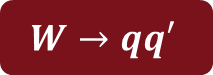 W → qq′